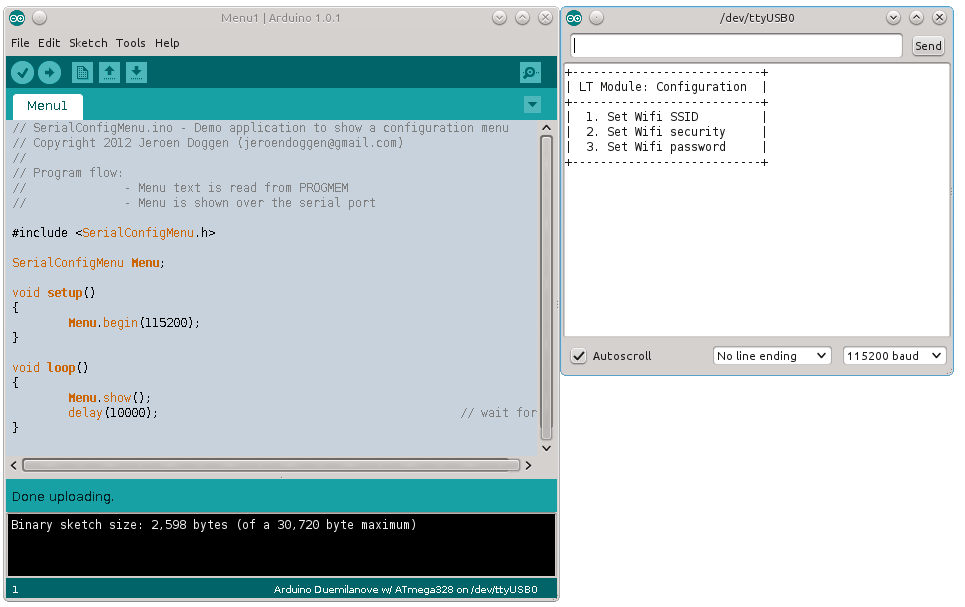 Menu1 | Arduino 1.0.1
File Edit Sketch Tools Help
Menu1
// SerialConfigMenu.ino - Demo application to show a configuration menu
// Copyright 2012 Jeroen Doggen (jeroendoggen@gmail.com)
//
// Program flow:
// - Menu text is read from PROGMEM
// - Menu is shown over the serial port
#include <SerialConfigMenu.h>
SerialConfigMenu Menu;
void setup()
{
Menu.begin(115200);
}
void loop()
{
Menu.show();
delay(10000); // wait for
}
Done uploading.
Binary sketch size: 2,598 bytes (of a 30,720 byte maximum)
1 Arduino Duemilanove w/ ATmega328 on /dev/ttyUSB0
/dev/ttyUSB0
Send
+---------------------------+
| LT Module: Configuration |
+---------------------------+
| 1. Set Wifi SSID |
| 2. Set Wifi security |
| 3. Set Wifi password |
+---------------------------+
Autoscroll No line ending 115200 baud